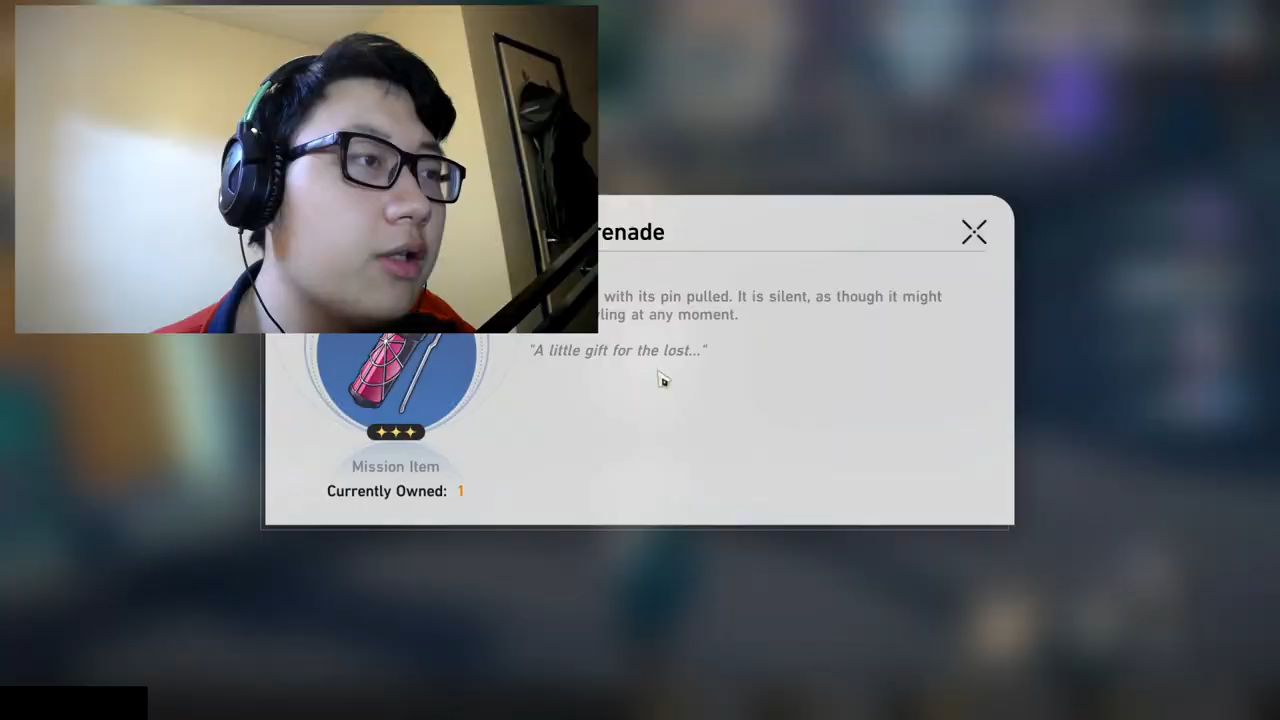 renade
with its pin pulled. It is silent, as though it might
ling at any moment.
"A little gift for the lost..."
Mission Item
Currently Owned: 1